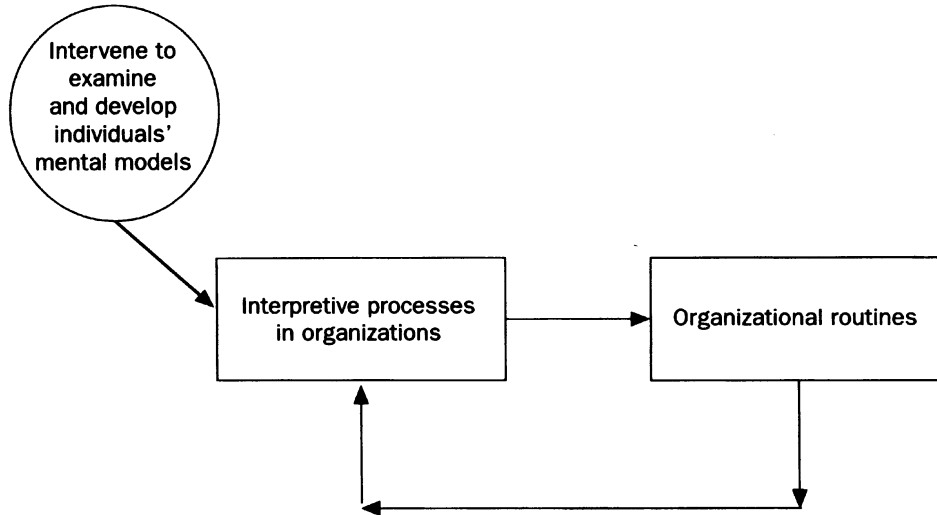 Intervene to
examine
and develop
individuals’
mental models
Interpretive processes
in organizations
Organizational routines